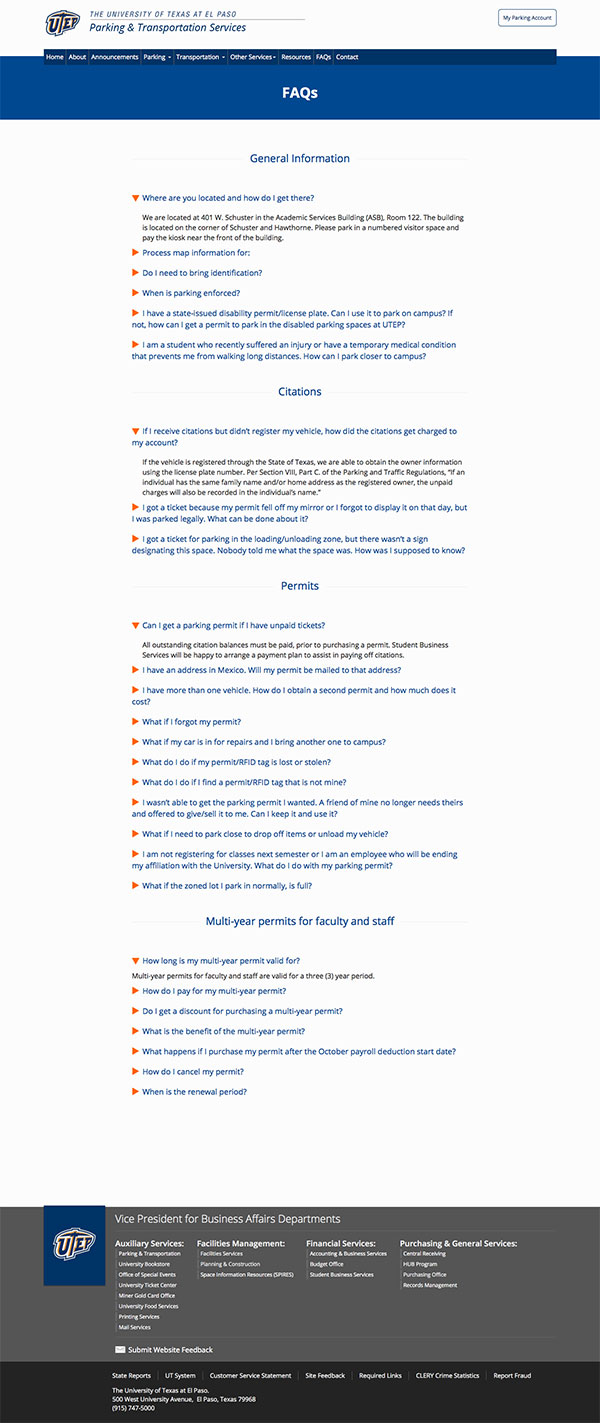 UTEP
THE UNIVERSITY OF TEXAS AT EL PASO
Parking & Transportation Services
My Parking Account
Home About Announcements Parking Transportation Other Services Resources FAQs Contact
FAQs
General Information
Where are you located and how do I get there?
We are located at 401 W. Schuster in the Academic Services Building (ASB), Room 122. The building
is located on the corner of Schuster and Hawthorne. Please park in a numbered visitor space and
pay the kiosk near the front of the building.
Process map information for:
Do I need to bring identification?
When is parking enforced?
I have a state-issued disability permit/license plate. Can I use it to park on campus? If
not, how can I get a permit to park in the disabled parking spaces at UTEP?
I am a student who recently suffered an injury or have a temporary medical condition
that prevents me from walking long distances. How can I park closer to campus?
Citations
If I receive citations but didn't register my vehicle, how did the citations get charged to
my account?
If the vehicle is registered through the State of Texas, we are able to obtain the owner information
using the license plate number. Per Section VIII, Part C. of the Parking and Traffic Regulations, "If an
individual has the same family name and/or home address as the registered owner, the unpaid
charges will also be recorded in the individual's name."
I got a ticket because my permit fell off my mirror or I forgot to display it on that day, but
I was parked legally. What can be done about it?
I got a ticket for parking in the loading/unloading zone, but there wasn't a sign
designating this space. Nobody told me what the space was. How was I supposed to know?
Permits
Can I get a parking permit if I have unpaid tickets?
All outstanding citation balances must be paid, prior to purchasing a permit. Student Business
Services will be happy to arrange a payment plan to assist in paying off citations.
I have an address in Mexico. Will my permit be mailed to that address?
I have more than one vehicle. How do I obtain a second permit and how much does it
cost?
What if I forgot my permit?
What if my car is in for repairs and I bring another one to campus?
What do I do if my permit/RFID tag is lost or stolen?
What do I do if I find a permit/RFID tag that is not mine?
I wasn't able to get the parking permit I wanted. A friend of mine no longer needs theirs
and offered to give/sell it to me. Can I keep it and use it?
What if I need to park close to drop off items or unload my vehicle?
I am not registering for classes next semester or I am an employee who will be ending
my affiliation with the University. What do I do with my parking permit?
What if the zoned lot I park in normally, is full?
Multi-year permits for faculty and staff
How long is my multi-year permit valid for?
Multi-year permits for faculty and staff are valid for a three (3) year period.
How do I pay for my multi-year permit?
Do I get a discount for purchasing a multi-year permit?
What is the benefit of the multi-year permit?
What happens if I purchase my permit after the October payroll deduction start date?
How do I cancel my permit?
When is the renewal period?
UTEP
Vice President for Business Affairs Departments
Auxiliary Services:
Parking & Transportation
University Bookstore
Office of Special Events
University Ticket Center
Miner Gold Card Office
University Food Services
Printing Services
Mail Services
Facilities Management:
Facilities Services
Planning & Construction
Space Information Resources (SPIRES)
Financial Services:
Accounting & Business Services
Budget Office
Student Business Services
Purchasing & General Services:
Central Receiving
HUB Program
Purchasing Office
Records Management
Submit Website Feedback
State Reports UT System Customer Service Statement Site Feedback Required Links CLERY Crime Statistics Report Fraud
The University of Texas at El Paso.
500 West University Avenue, El Paso, Texas 79968
(915) 747-5000